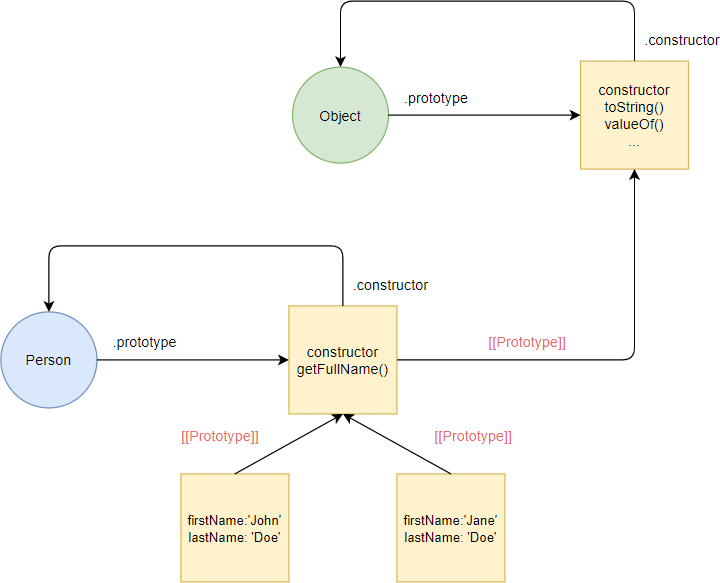 .constructor
Object
.prototype
constructor
toString()
valueOf()
...
.constructor
Person
.prototype
constructor
getFullName()
[[Prototype]]
[[Prototype]]
[[Prototype]]
firstName:'John'
lastName: 'Doe'
firstName:'Jane'
lastName: 'Doe'